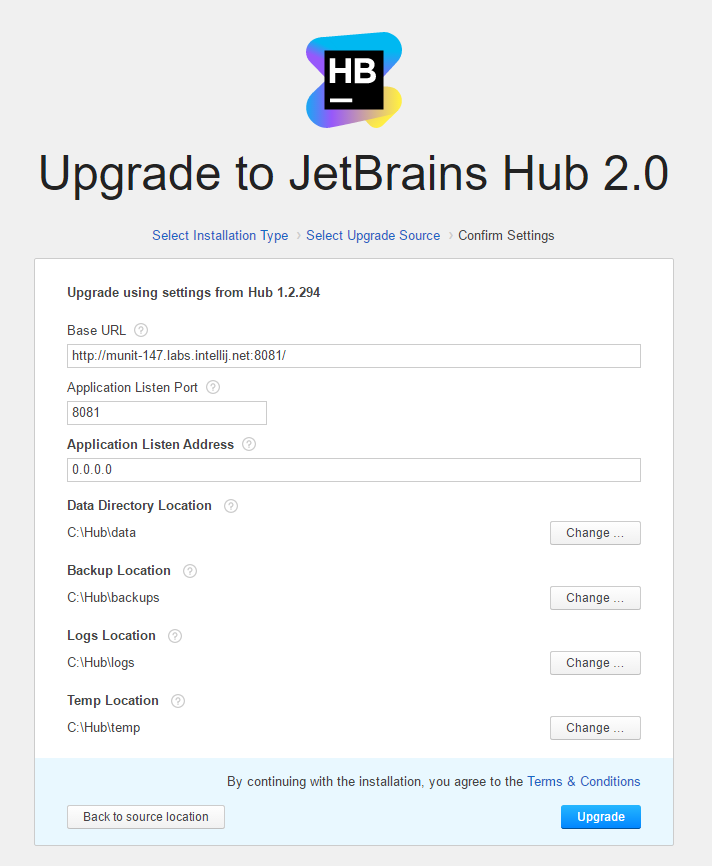 HB
Upgrade to JetBrains Hub 2.0
Select Installation Type › Select Upgrade Source › Confirm Settings
Upgrade using settings from Hub 1.2.294
Base URL ?
http://munit-147.labs.intellij.net:8081/
Application Listen Port ?
8081
Application Listen Address ?
0.0.0.0
Data Directory Location ?
C:\Hub\data Change ...
Backup Location ?
C:\Hub\backups Change ...
Logs Location ?
C:\Hub\logs Change ...
Temp Location ?
C:\Hub\temp Change ...
By continuing with the installation, you agree to the Terms & Conditions
Back to source location Upgrade